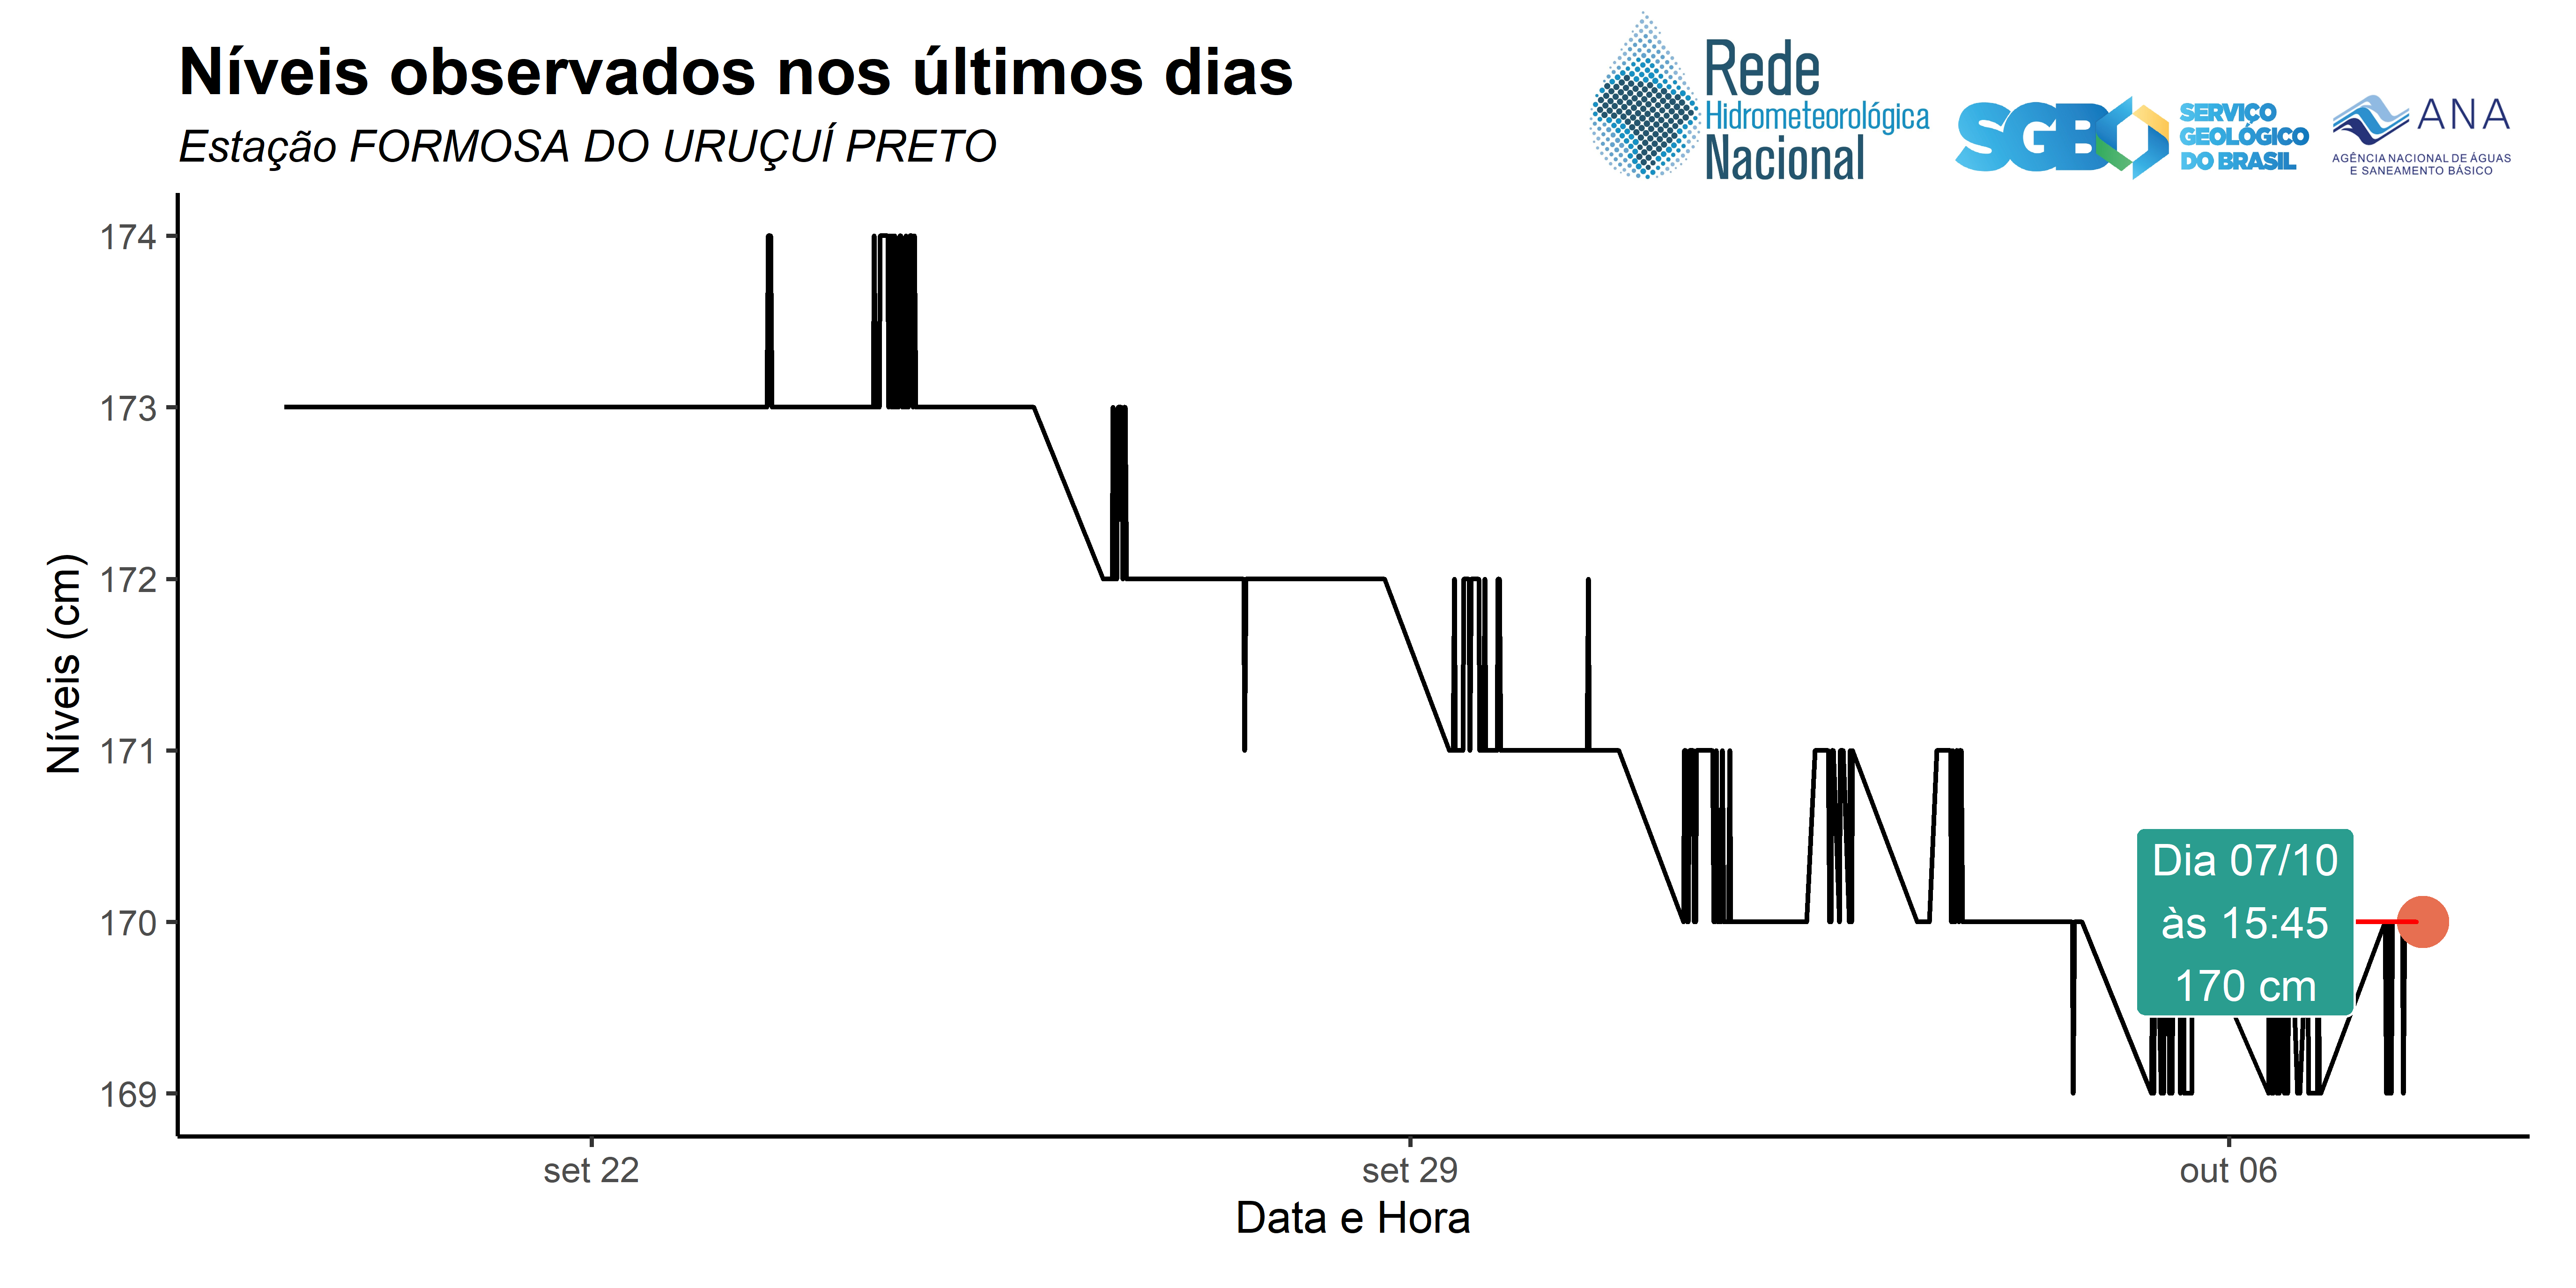 Níveis observados nos últimos dias
Estação FORMOSA DO URUÇUÍ PRETO
Rede
Hidrometeorológica
Nacional
SGB
SERVIÇO
GEOLÓGICO
DO BRASIL
ANA
AGÊNCIA NACIONAL DE ÁGUAS
E SANEAMENTO BÁSICO
Níveis (cm)
174
173
172
171
170
169
Dia 07/10
às 15:45
170 cm
set 22
set 29
out 06
Data e Hora